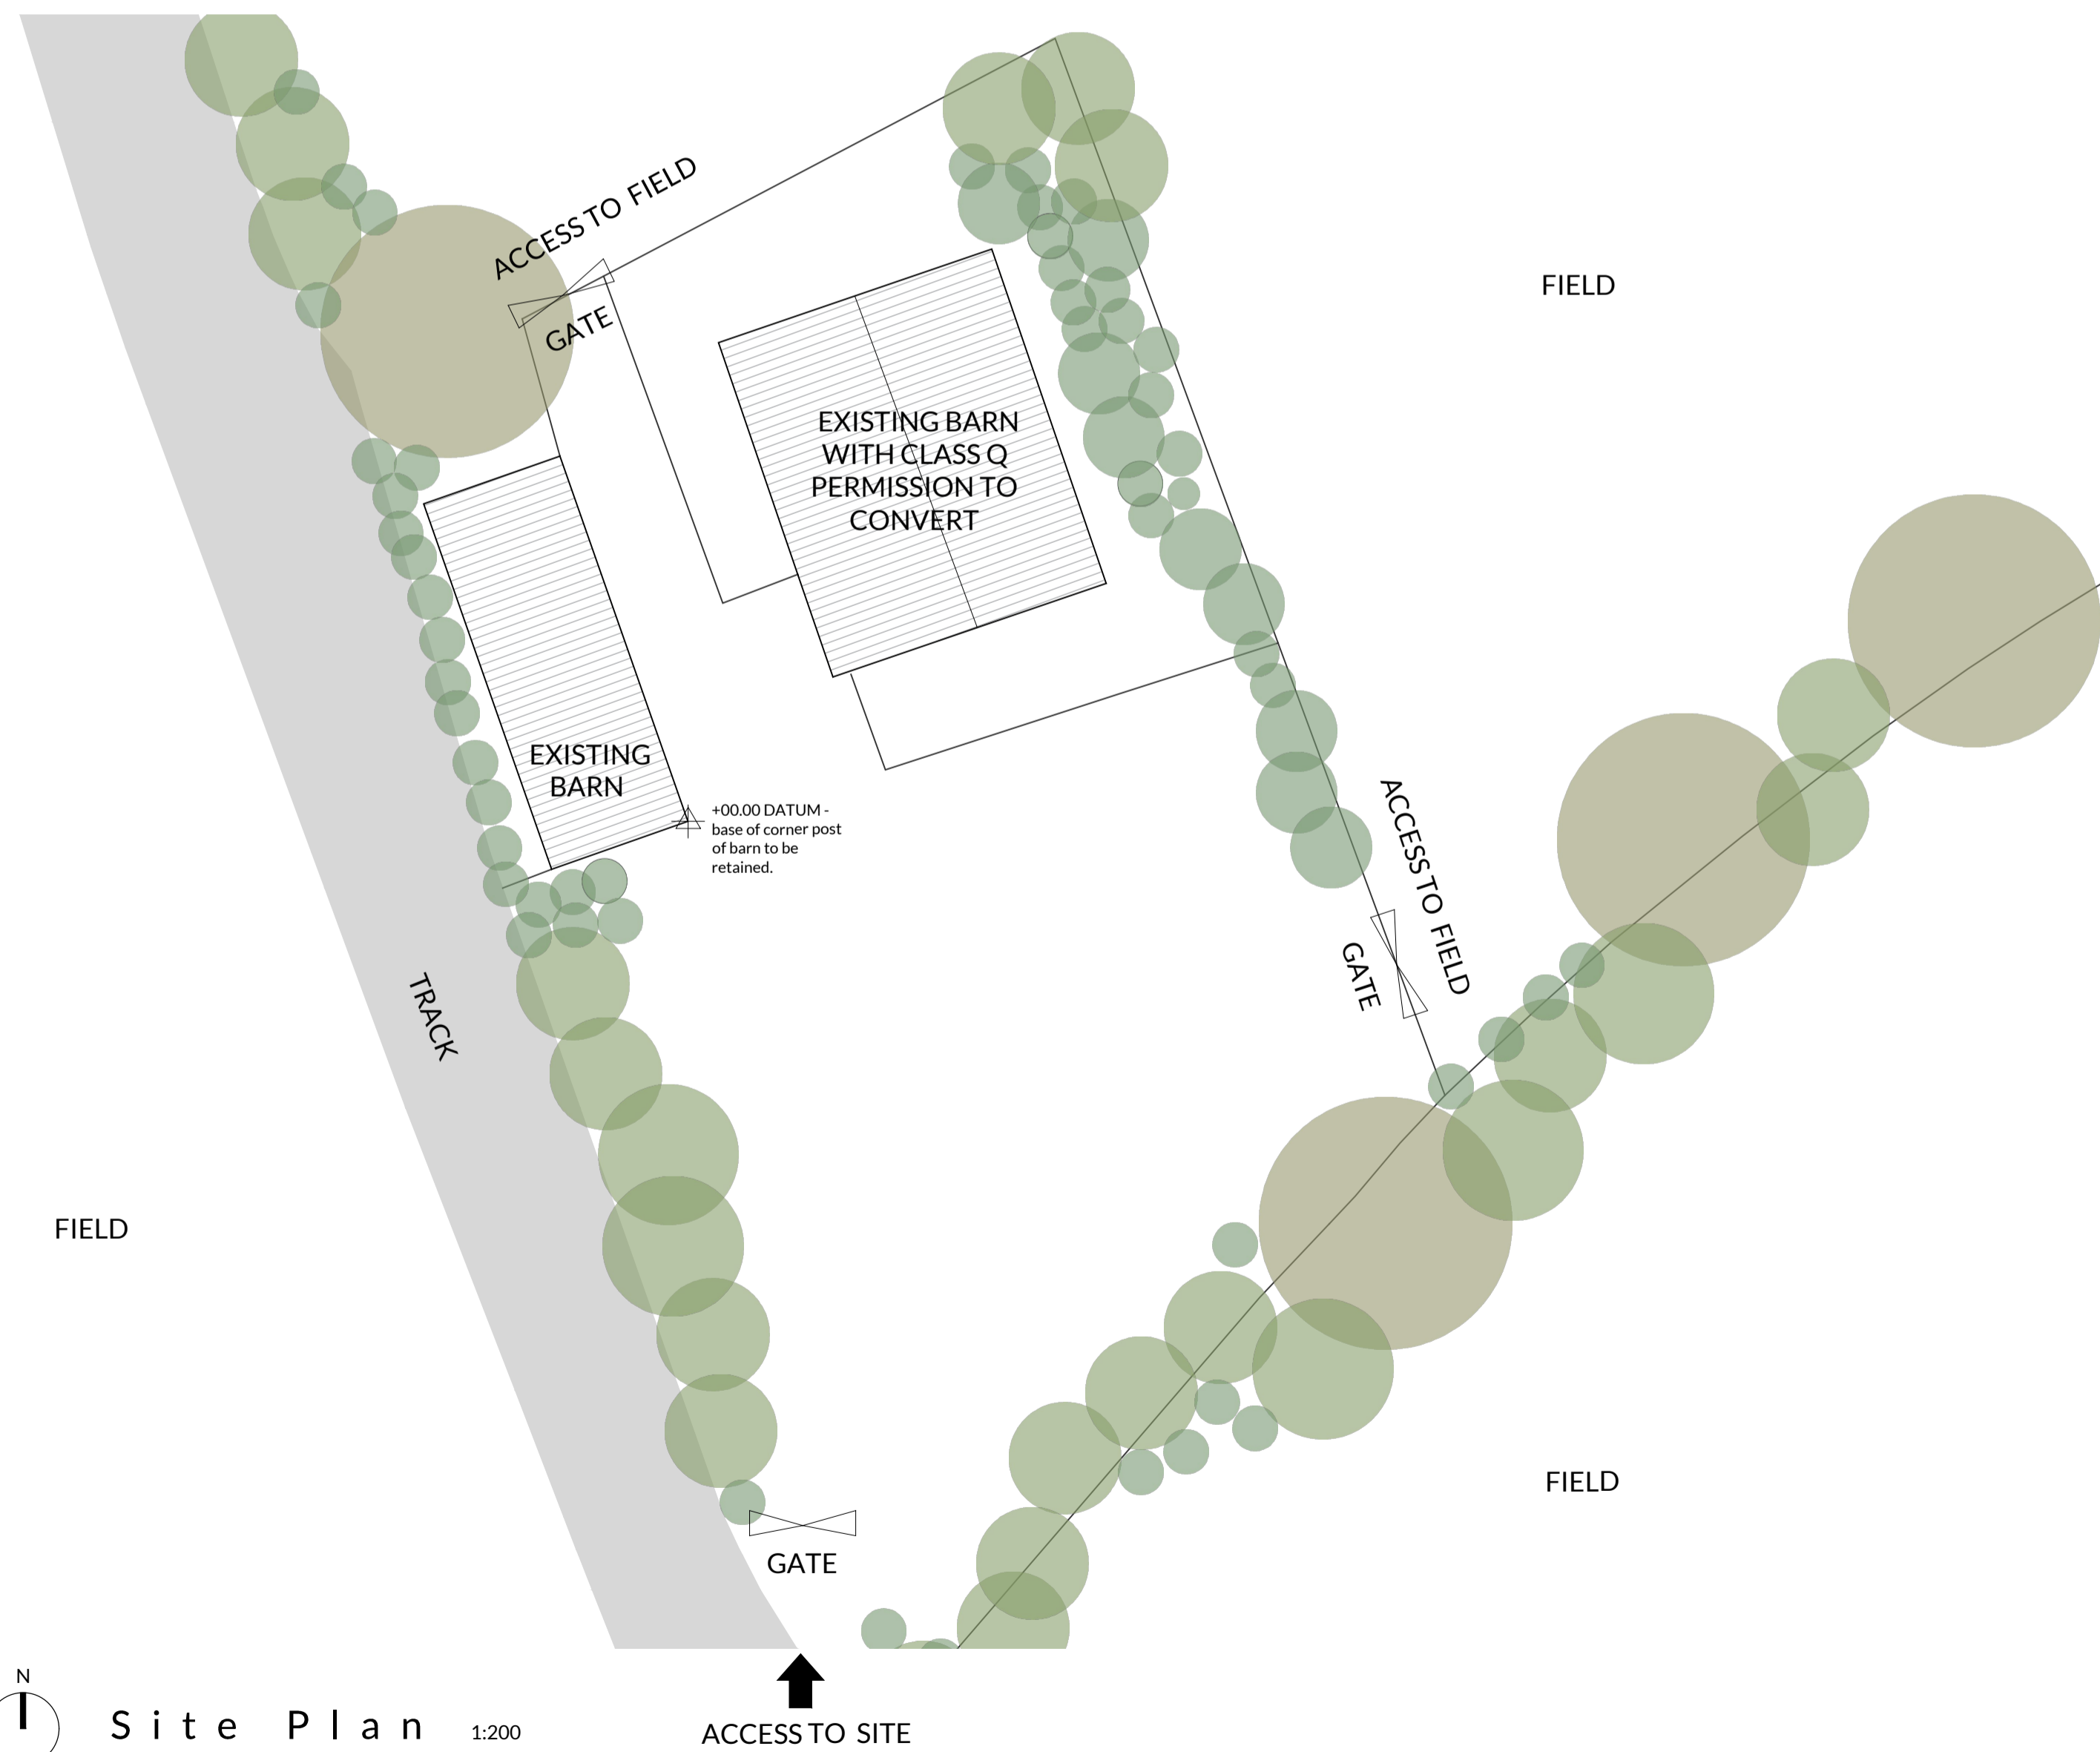 ACCESS TO FIELD
GATE
FIELD
EXISTING BARN
WITH CLASS Q
PERMISSION TO
CONVERT
EXISTING
BARN
+00.00 DATUM -
base of corner post
of barn to be
retained.
ACCESS TO FIELD
GATE
TRACK
FIELD
FIELD
GATE
N
Site Plan 1:200
ACCESS TO SITE